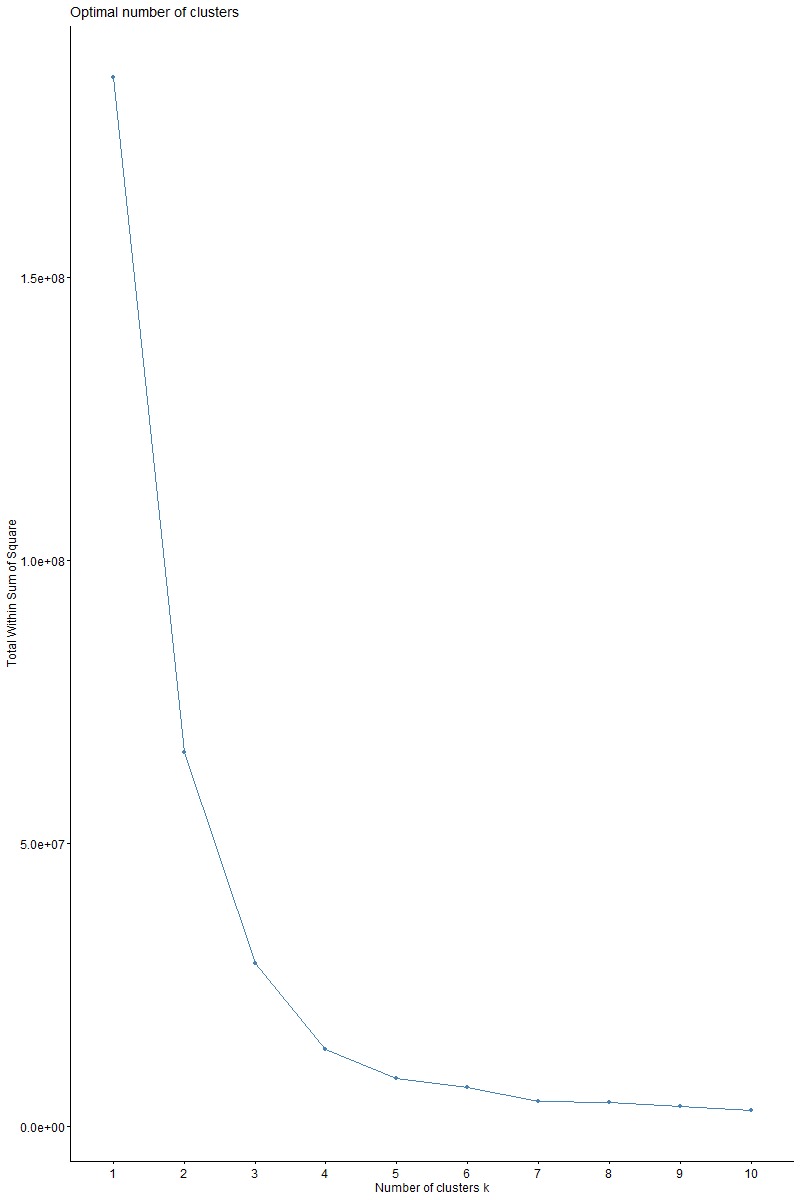 Optimal number of clusters
Total Within Sum of Square
1.5e+08
1.0e+08
5.0e+07
0.0e+00
1 2 3 4 5 6 7 8 9 10
Number of clusters k